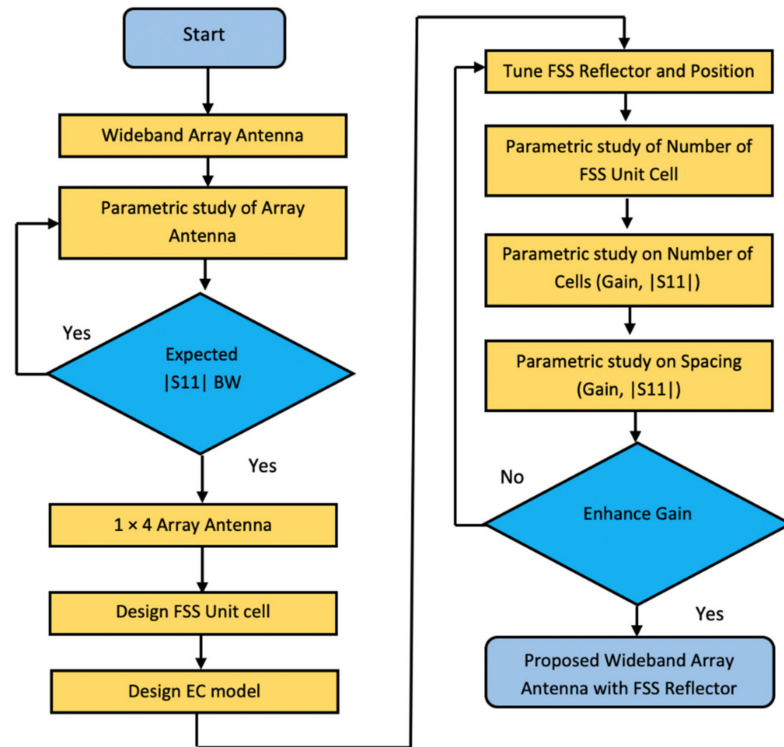 Start
Wideband Array Antenna
Parametric study of Array
Antenna
Yes
Expected
|S11| BW
Yes
1 × 4 Array Antenna
Design FSS Unit cell
Design EC model
Tune FSS Reflector and Position
Parametric study of Number of
FSS Unit Cell
Parametric study on Number of
Cells (Gain, |S11|)
Parametric study on Spacing
(Gain, |S11|)
No
Enhance Gain
Yes
Proposed Wideband Array
Antenna with FSS Reflector